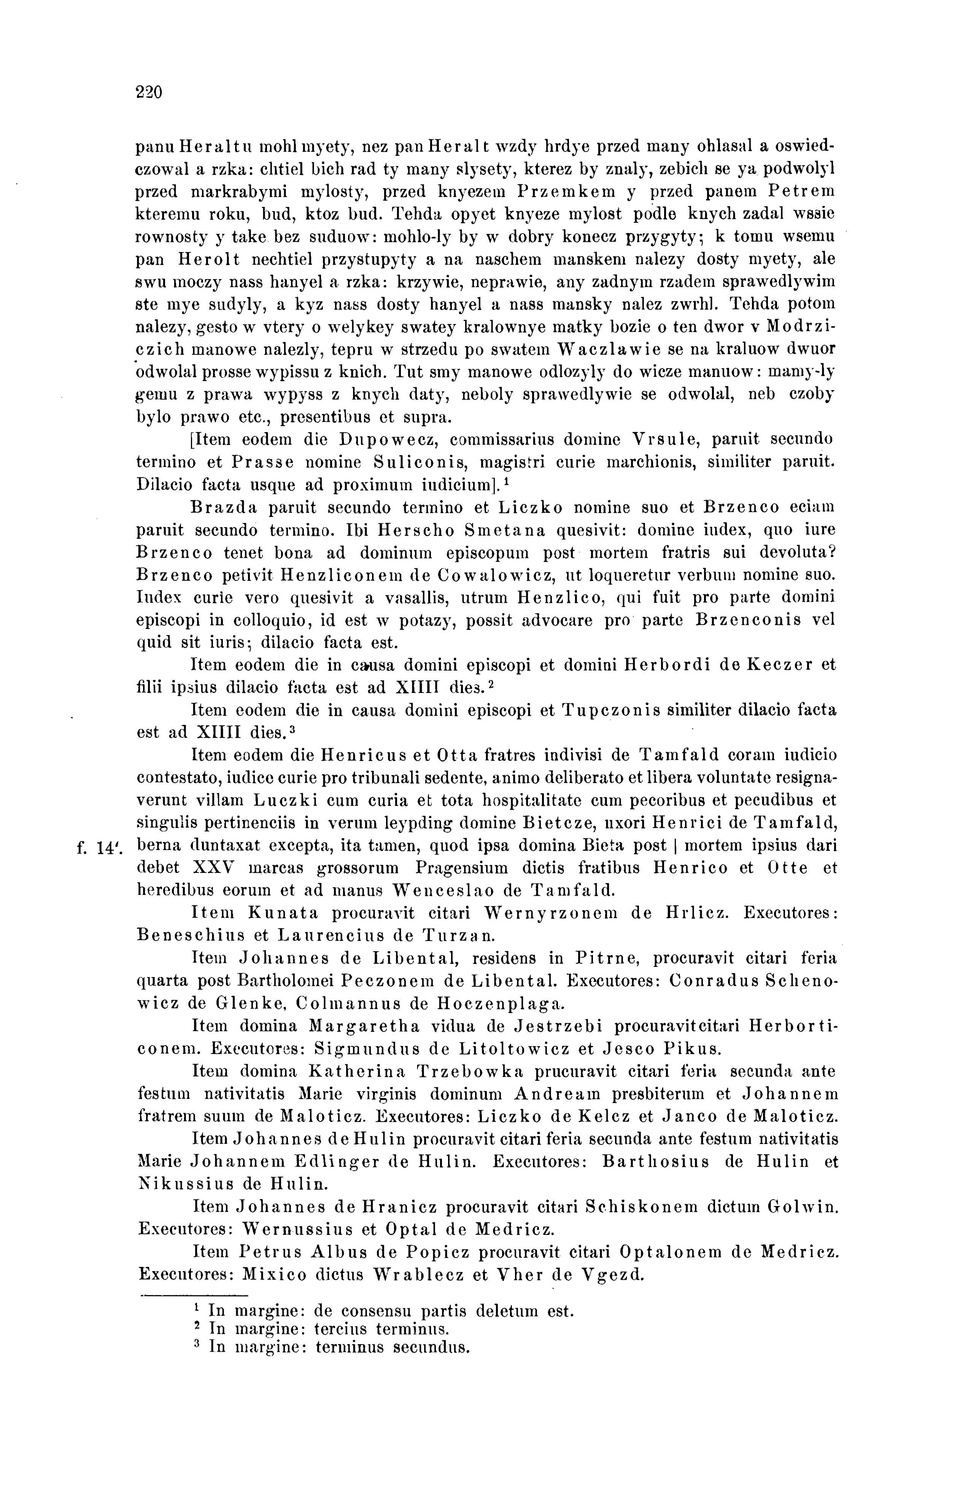 220
panu Heraltu mohl myety, nez pan Heralt wzdy hrdye przed many ohlasal a oswied-
czowal a rzka: chtiel bich rad ty many slysety, kterez by znaly, zebich se ya podwolyl
przed markrabymi mylosty, przed knyezem Przemkem y przed panem Petrem
kteremu roku, bud, ktoz bud. Tehda opyet knyeze mylost podle knych zadal wssie
rownosty y take bez suduow: mohlo-ly by w dobry konecz przygyty; k tomu wsemu
pan Herolt nechtiel przystupyty a na naschem manskem nalezy dosty myety, ale
swu moczy nass hanyel a rzka: krzywie, neprawie, any zadnym rzadem sprawedlywim
ste mye sudyly, a kyz nass dosty hanyel a nass mansky nalez zwrhl. Tehda potom
nalezy, gesto w vtery o welykey swatey kralownye matky bozie o ten dwor v Modrzi-
czich manowe nalezly, tepru w strzedu po swatem Waczlawie se na kraluow dwuor
odwolal prosse wypissu z knich. Tut smy manowe odlozyly do wicze manuow: mamy-ly
gemu z prawa wypyss z knych daty, neboly sprawedlywie se odwolal, neb czoby
bylo prawo etc., presentibus et supra.
[Item eodem die Dupowecz, commissarius domine Vrsule, paruit secundo
termino et Prasse nomine Suliconis, magistri curie marchionis, similiter paruit.
Dilacio facta usque ad proximum iudicium]. ¹
Brazda paruit secundo termino et Liczko nomine suo et Brzenco eciam
paruit secundo termino. Ibi Herscho Smetana quesivit: domine iudex, quo iure
Brzenco tenet bona ad dominum episcopum post mortem fratris sui devoluta?
Brzenco petivit Henzliconem de Cowalowicz, ut loqueretur verbum nomine suo.
Iudex curie vero quesivit a vasallis, utrum Henzlico, qui fuit pro parte domini
episcopi in colloquio, id est w potazy, possit advocare pro parte Brzenconis vel
quid sit iuris; dilacio facta est.
Item eodem die in causa domini episcopi et domini Herbordi de Keczer et
filii ipsius dilacio facta est ad XIIII dies. ²
Item eodem die in causa domini episcopi et Tupczonis similiter dilacio facta
est ad XIIII dies. ³
Item eodem die Henricus et Otta fratres indivisi de Tamfald coram iudicio
contestato, iudice curie pro tribunali sedente, animo deliberato et libera voluntate resigna-
verunt villam Luczki cum curia et tota hospitalitate cum pecoribus et pecudibus et
singulis pertinenciis in verum leypding domine Bietcze, uxori Henrici de Tamfald,
f. 14'. berna duntaxat excepta, ita tamen, quod ipsa domina Bieta post | mortem ipsius dari
debet XXV marcas grossorum Pragensium dictis fratibus Henrico et Otte et
heredibus eorum et ad manus Wenceslao de Tamfald.
Item Kunata procuravit citari Wernyrzonem de Hrlicz. Executores:
Beneschius et Laurencius de Turzan.
Item Johannes de Libental, residens in Pitrne, procuravit citari feria
quarta post Bartholomei Peczonem de Libental. Executores: Conradus Scheno-
wicz de Glenke, Colmannus de Hoczenplaga.
Item domina Margaretha vidua de Jestrzebi procuravit citari Herborti-
conem. Executores: Sigmundus de Litoltowicz et Jesco Pikus.
Item domina Katherina Trzebowka prucuravit citari feria secunda ante
festum nativitatis Marie virginis dominum Andream presbiterum et Johannem
fratrem suum de Maloticz. Executores: Liczko de Kelcz et Janco de Maloticz.
Item Johannes de Hulin procuravit citari feria secunda ante festum nativitatis
Marie Johannem Edlinger de Hulin. Executores: Barthosius de Hulin et
Nikussius de Hulin.
Item Johannes de Hranicz procuravit citari Schiskonem dictum Golwin.
Executores: Wernussius et Optal de Medricz.
Item Petrus Albus de Popicz procuravit citari Optalonem de Medricz.
Executores: Mixico dictus Wrablecz et Vher de Vgezd.
¹ In margine: de consensu partis deletum est.
² In margine: tercius terminus.
³ In margine: terminus secundus.